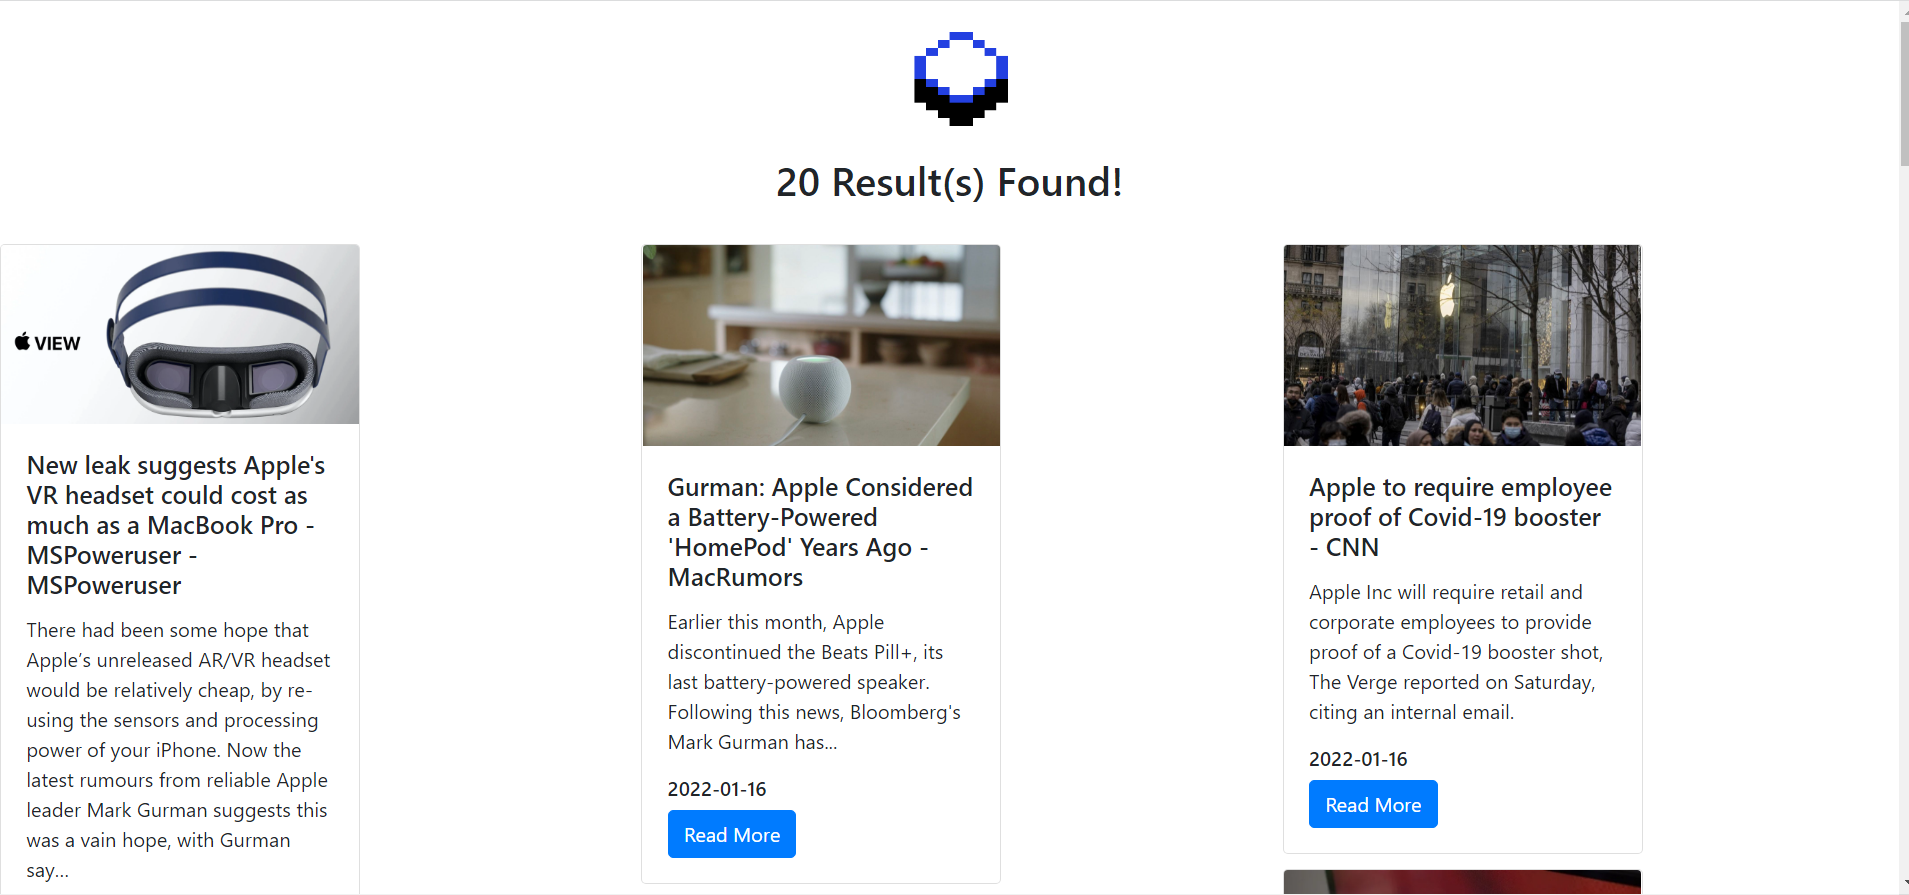 20 Result(s) Found!
VIEW
New leak suggests Apple's
VR headset could cost as
much as a MacBook Pro -
MSPoweruser -
MSPoweruser
There had been some hope that
Apple’s unreleased AR/VR headset
would be relatively cheap, by re-
using the sensors and processing
power of your iPhone. Now the
latest rumours from reliable Apple
leader Mark Gurman suggests this
was a vain hope, with Gurman
say…
Gurman: Apple Considered
a Battery-Powered
'HomePod' Years Ago -
MacRumors
Earlier this month, Apple
discontinued the Beats Pill+, its
last battery-powered speaker.
Following this news, Bloomberg's
Mark Gurman has...
2022-01-16
Read More
Apple to require employee
proof of Covid-19 booster
- CNN
Apple Inc will require retail and
corporate employees to provide
proof of a Covid-19 booster shot,
The Verge reported on Saturday,
citing an internal email.
2022-01-16
Read More